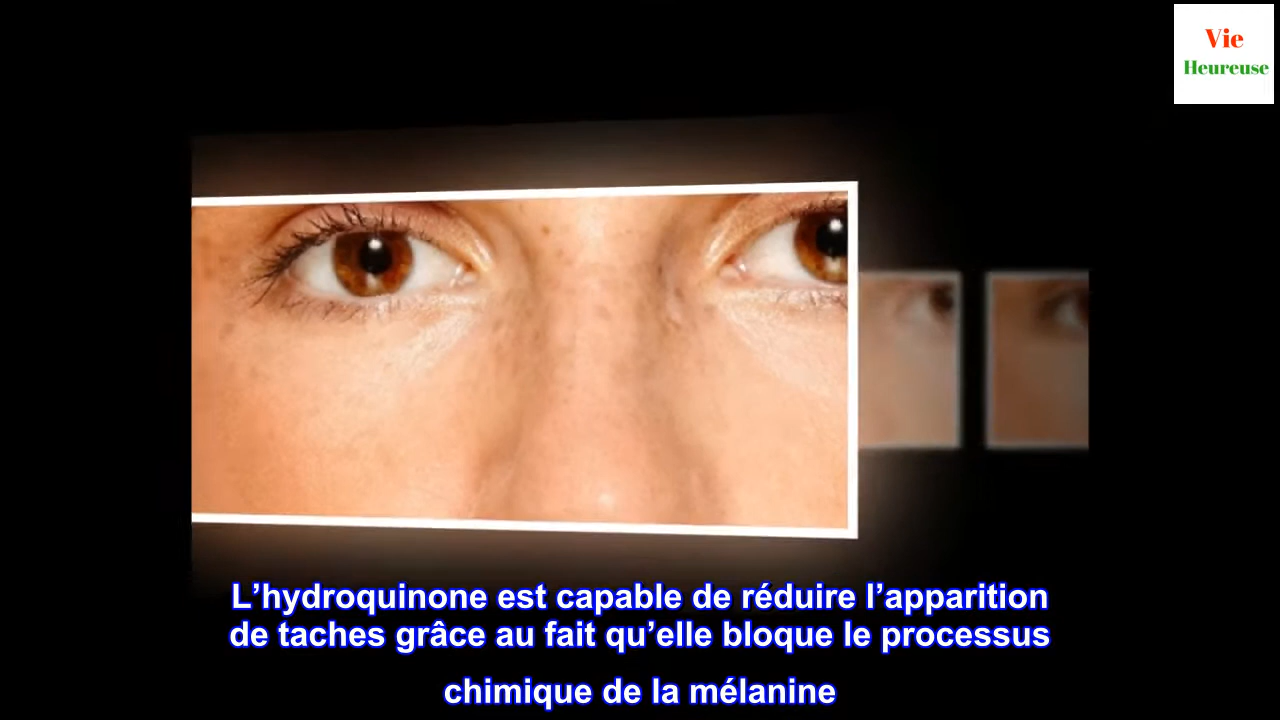 Vie
Heureuse
L’hydroquinone est capable de réduire l’apparition
de taches grâce au fait qu’elle bloque le processus
chimique de la mélanine